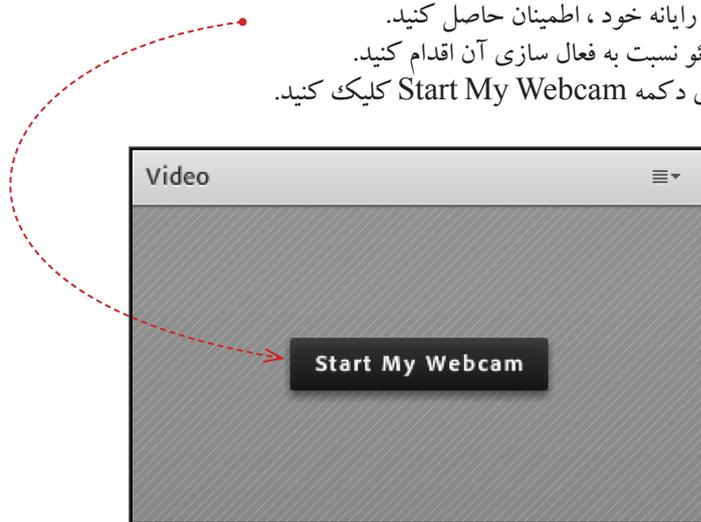 رایانه خود ، اطمینان حاصل کنید.
نسبت به فعال سازی آن اقدام کنید.
دکمه Start My Webcam کلیک کنید.
Video
Start My Webcam